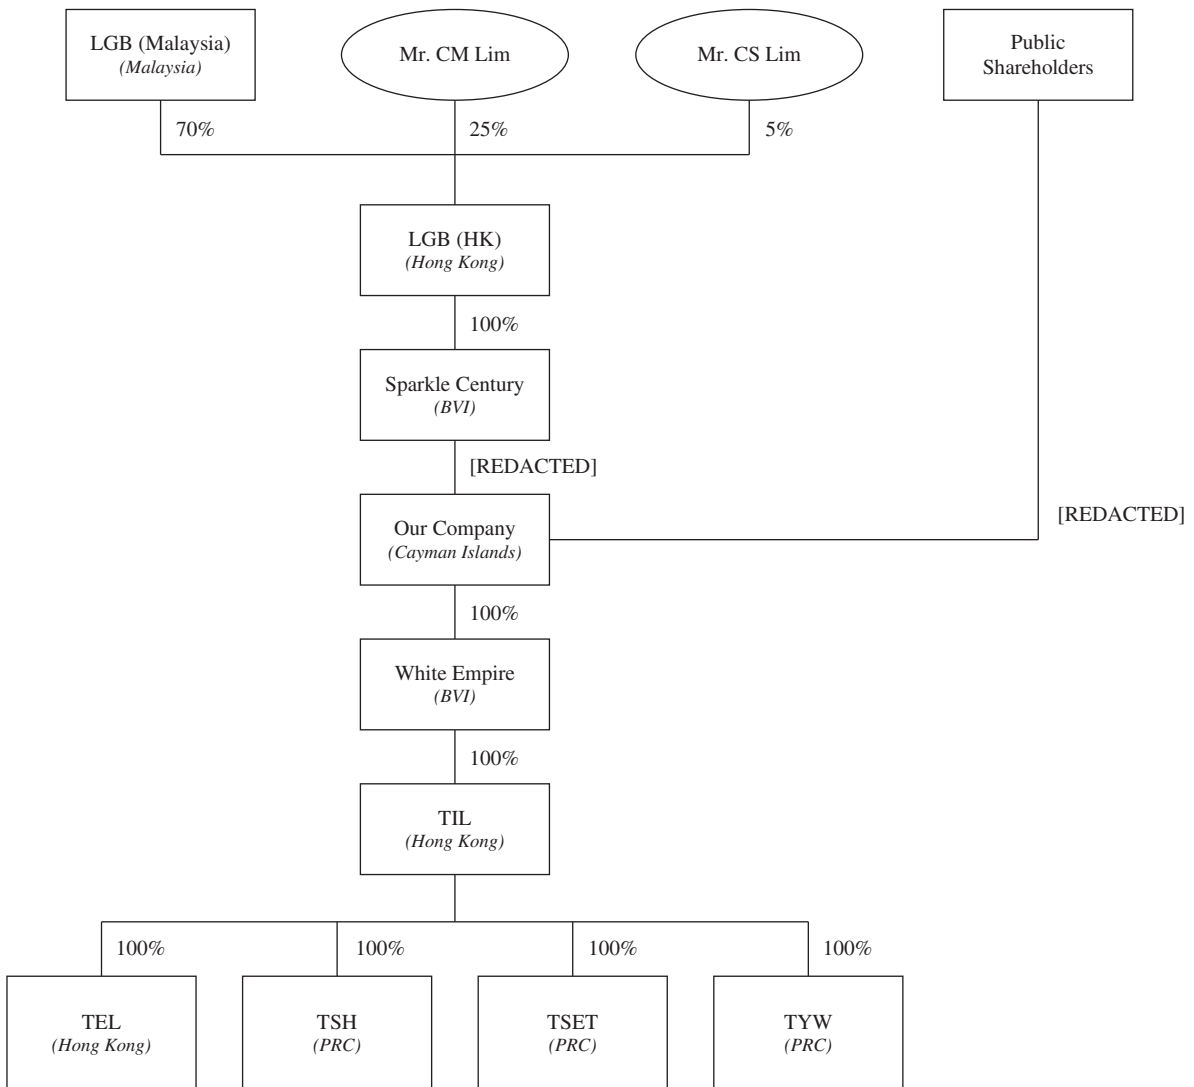 LGB (Malaysia)
(Malaysia)
Mr. CM Lim
Mr. CS Lim
Public
Shareholders
70%
25%
5%
LGB (HK)
(Hong Kong)
100%
Sparkle Century
(BVI)
[REDACTED]
Our Company
(Cayman Islands)
[REDACTED]
100%
White Empire
(BVI)
100%
TIL
(Hong Kong)
100%
100%
100%
100%
TEL
(Hong Kong)
TSH
(PRC)
TSET
(PRC)
TYW
(PRC)